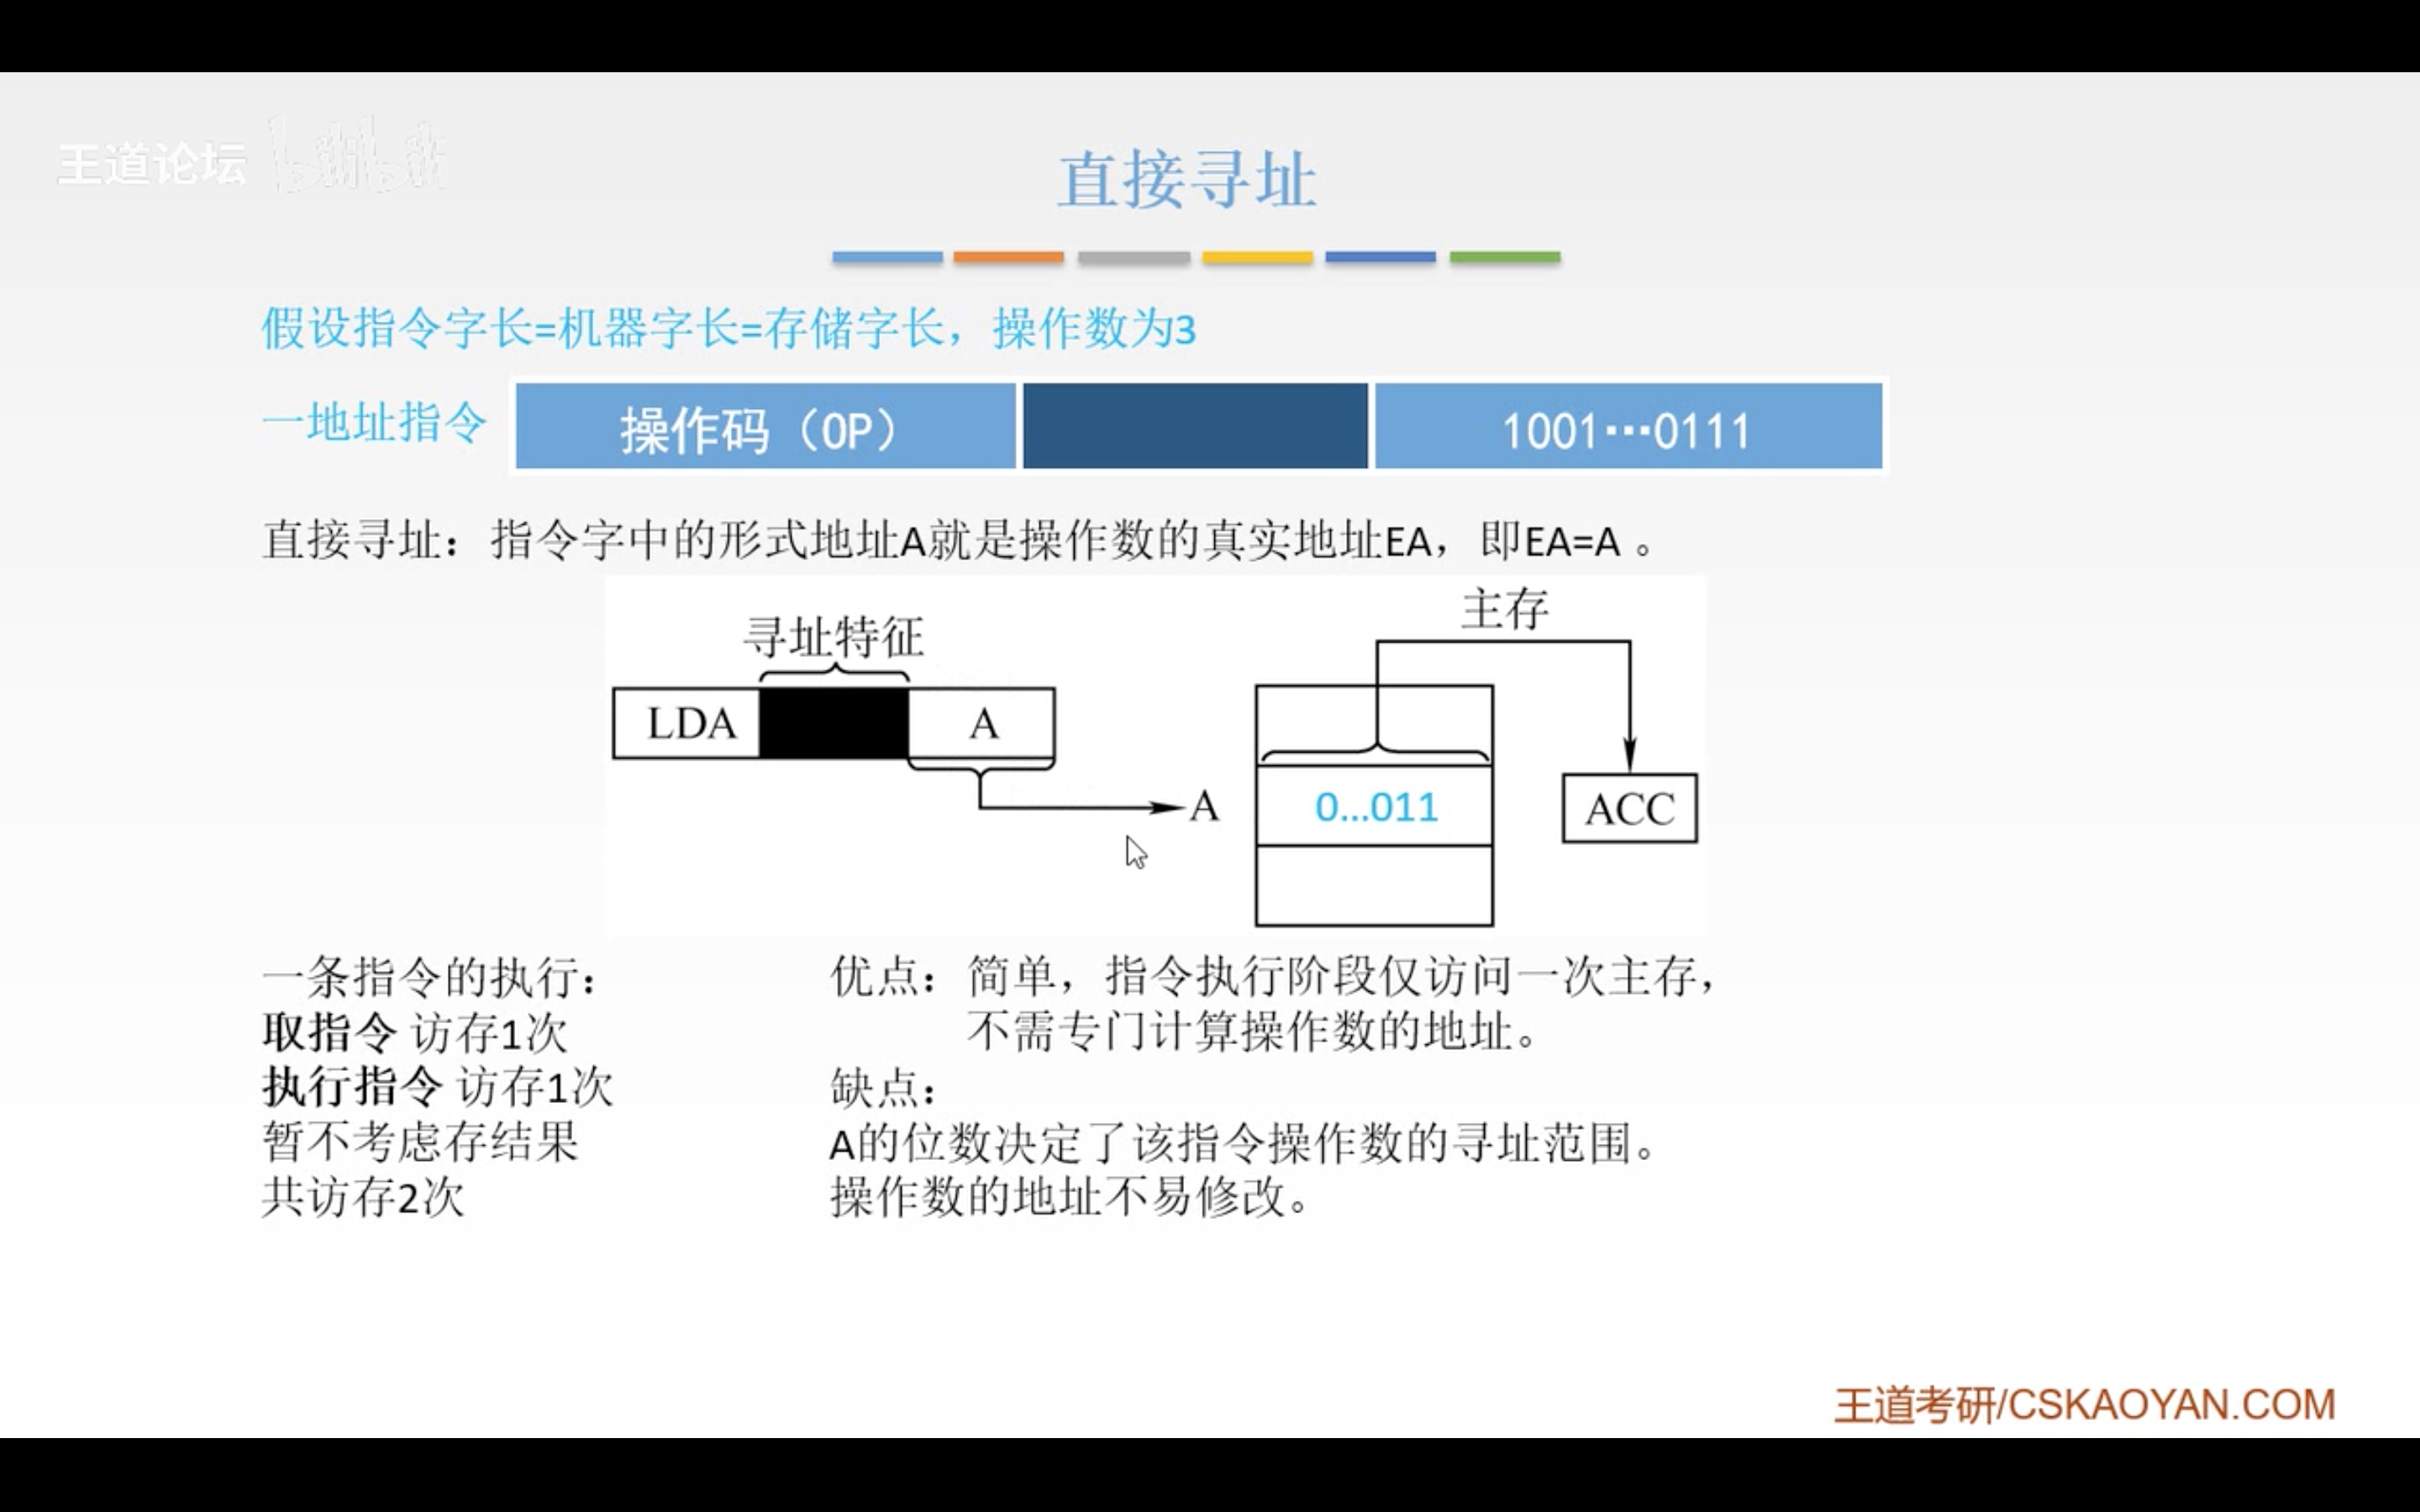 王道论坛 bilibili
直接寻址
假设指令字长=机器字长=存储字长，操作数为3
一地址指令 操作码（OP） 1001…0111
直接寻址：指令字中的形式地址A就是操作数的真实地址EA，即EA=A 。
主存
寻址特征
LDA A
A 0...011 ACC
一条指令的执行：
取指令 访存1次
执行指令 访存1次
暂不考虑存结果
共访存2次
优点：简单，指令执行阶段仅访问一次主存，
不需专门计算操作数的地址。
缺点：
A的位数决定了该指令操作数的寻址范围。
操作数的地址不易修改。
王道考研/CSKAOYAN.COM